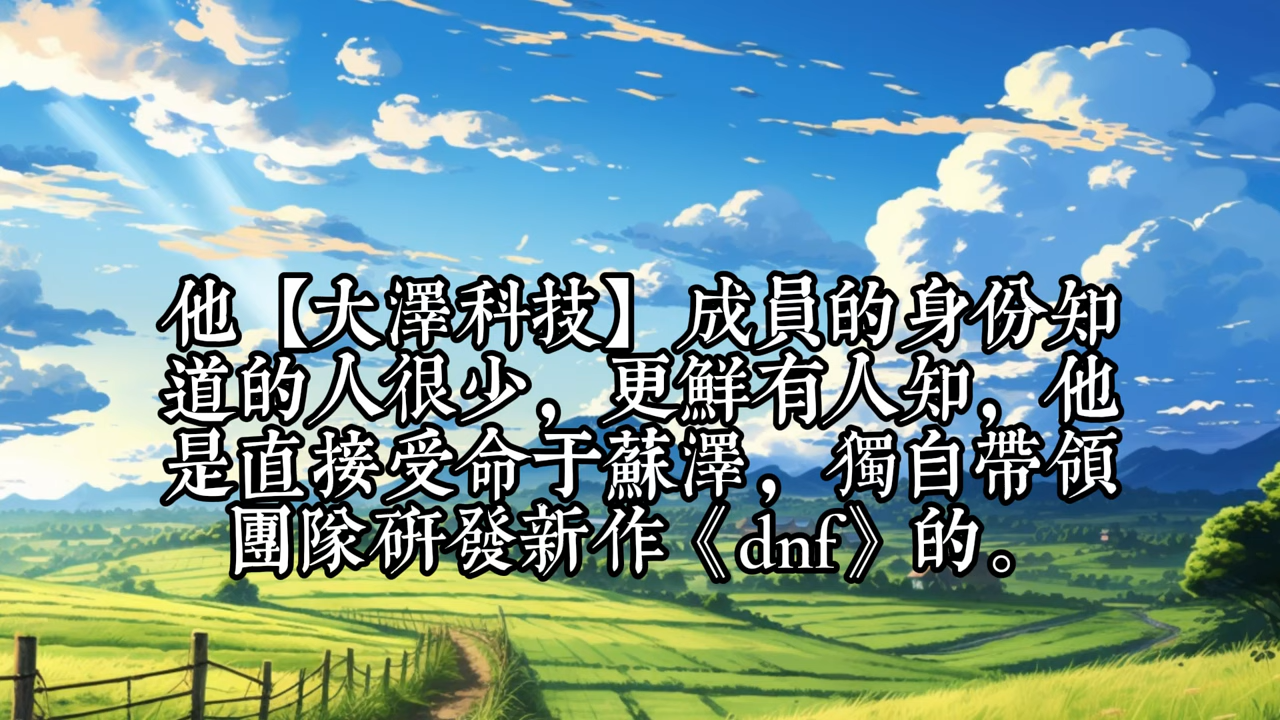 他【大澤科技】成員的身份知
道的人很少，更鮮有人知，他
是直接受命于蘇澤，獨自帶領
團隊研發新作《dnf》的。